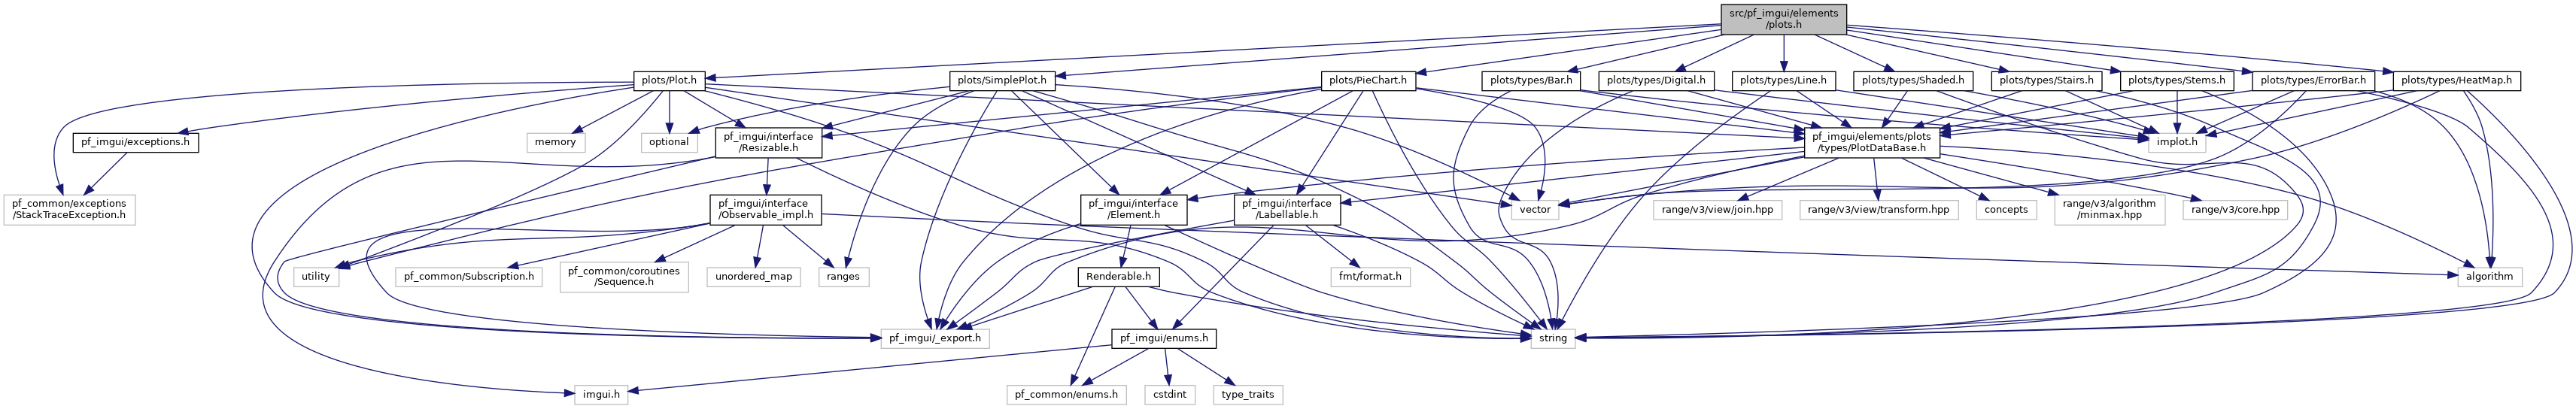 src/pf_imgui/elements
/plots.h
plots/Plot.h
plots/SimplePlot.h
plots/PieChart.h
plots/types/Bar.h
plots/types/Digital.h
plots/types/Line.h
plots/types/Shaded.h
plots/types/Stairs.h
plots/types/Stems.h
plots/types/ErrorBar.h
plots/types/HeatMap.h
pf_imgui/exceptions.h
memory
optional
pf_imgui/interface
/Resizable.h
pf_imgui/elements/plots
/types/PlotDataBase.h
implot.h
pf_common/exceptions
/StackTraceException.h
pf_imgui/interface
/Observable_impl.h
pf_imgui/interface
/Element.h
pf_imgui/interface
/Labellable.h
vector
range/v3/view/join.hpp
range/v3/view/transform.hpp
concepts
range/v3/algorithm
/minmax.hpp
range/v3/core.hpp
utility
pf_common/Subscription.h
pf_common/coroutines
/Sequence.h
unordered_map
ranges
Renderable.h
fmt/format.h
algorithm
pf_imgui/_export.h
pf_imgui/enums.h
string
imgui.h
pf_common/enums.h
cstdint
type_traits